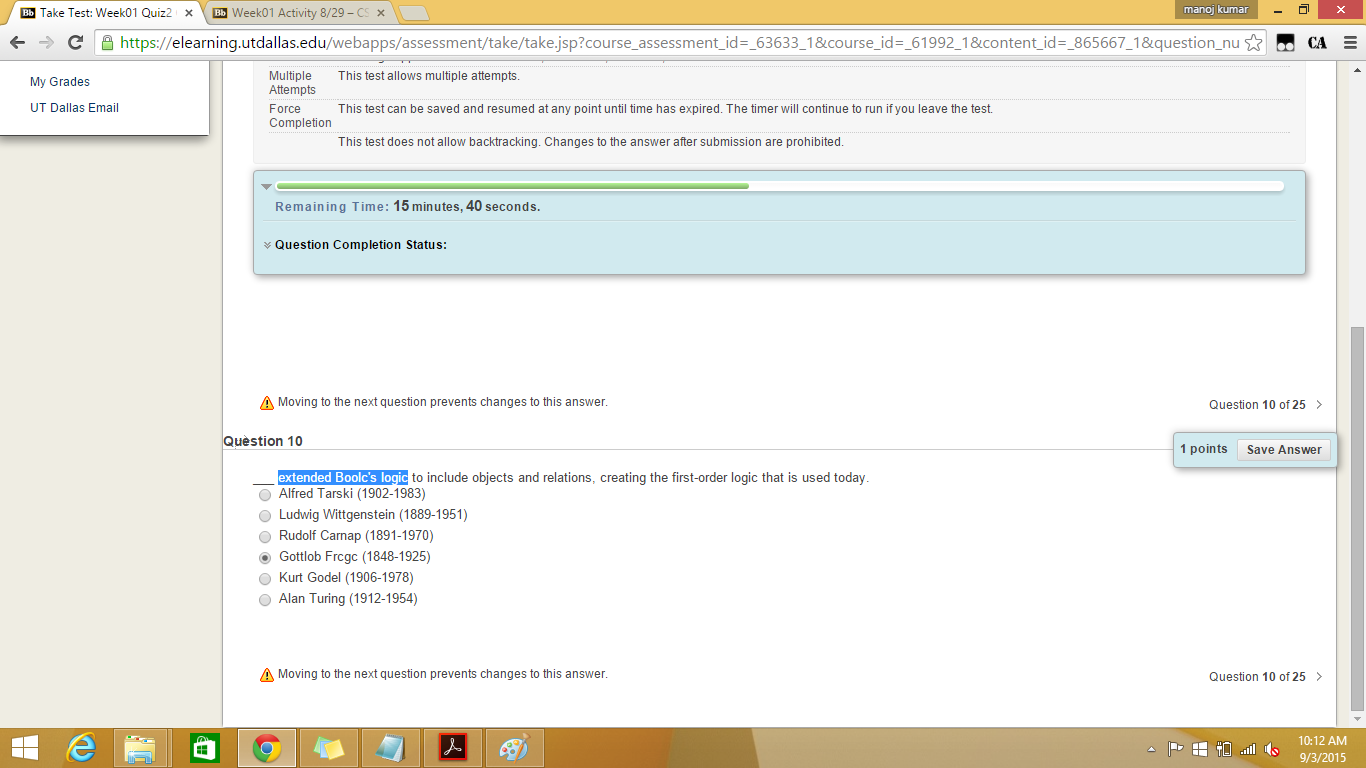 Take Test: Week01 Quiz2
Week01 Activity 8/29 – CS
manoj kumar
https://elearning.utdallas.edu/webapps/assessment/take/take.jsp?course_assessment_id=_63633_1&course_id=_61992_1&content_id=_865667_1&question_nu
CA
My Grades
UT Dallas Email
Multiple Attempts This test allows multiple attempts.
Force Completion This test can be saved and resumed at any point until time has expired. The timer will continue to run if you leave the test.
This test does not allow backtracking. Changes to the answer after submission are prohibited.
Remaining Time: 15 minutes, 40 seconds.
Question Completion Status:
Moving to the next question prevents changes to this answer.
Question 10 of 25
Question 10
1 points Save Answer
___ extended Boolc's logic to include objects and relations, creating the first-order logic that is used today.
Alfred Tarski (1902-1983)
Ludwig Wittgenstein (1889-1951)
Rudolf Carnap (1891-1970)
Gottlob Frcgc (1848-1925)
Kurt Godel (1906-1978)
Alan Turing (1912-1954)
Moving to the next question prevents changes to this answer.
Question 10 of 25
10:12 AM
9/3/2015